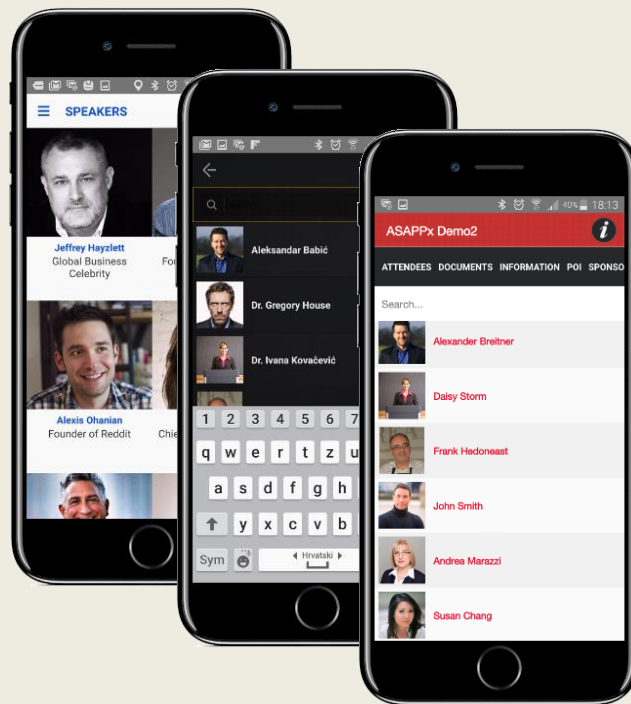 SPEAKERS
Jeffrey Hayzlett
Global Business
Celebrity
Alexis Ohanian
Founder of Reddit
Aleksandar Babić
Dr. Gregory House
Dr. Ivana Kovačević
1 2 3 4 5 6 7
q w e r t z u
a s d f g h
y x c v b
Sym
Hrvatski
40% 18:13
ASAPPx Demo2
ATTENDEES DOCUMENTS INFORMATION POI SPONSO
Search...
Alexander Breitner
Daisy Storm
Frank Hedoneast
John Smith
Andrea Marazzi
Susan Chang